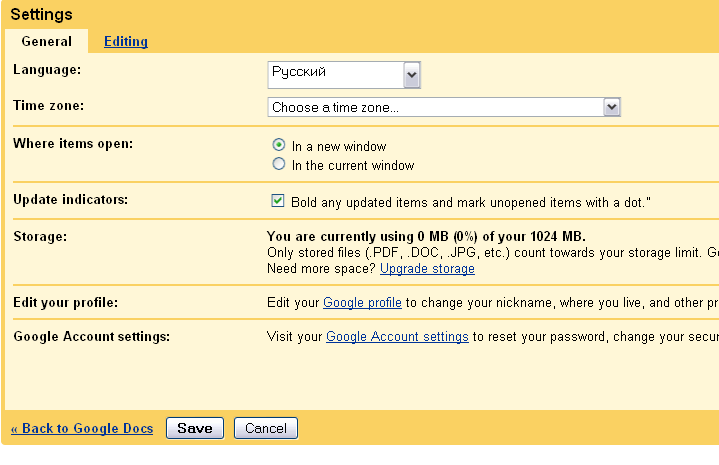 Settings
General Editing
Language: Русский
Time zone: Choose a time zone...
Where items open: In a new window
In the current window
Update indicators: Bold any updated items and mark unopened items with a dot."
Storage: You are currently using 0 MB (0%) of your 1024 MB.
Only stored files (.PDF, .DOC, .JPG, etc.) count towards your storage limit.
Need more space? Upgrade storage
Edit your profile: Edit your Google profile to change your nickname, where you live, and other
Google Account settings: Visit your Google Account settings to reset your password, change your
« Back to Google Docs Save Cancel